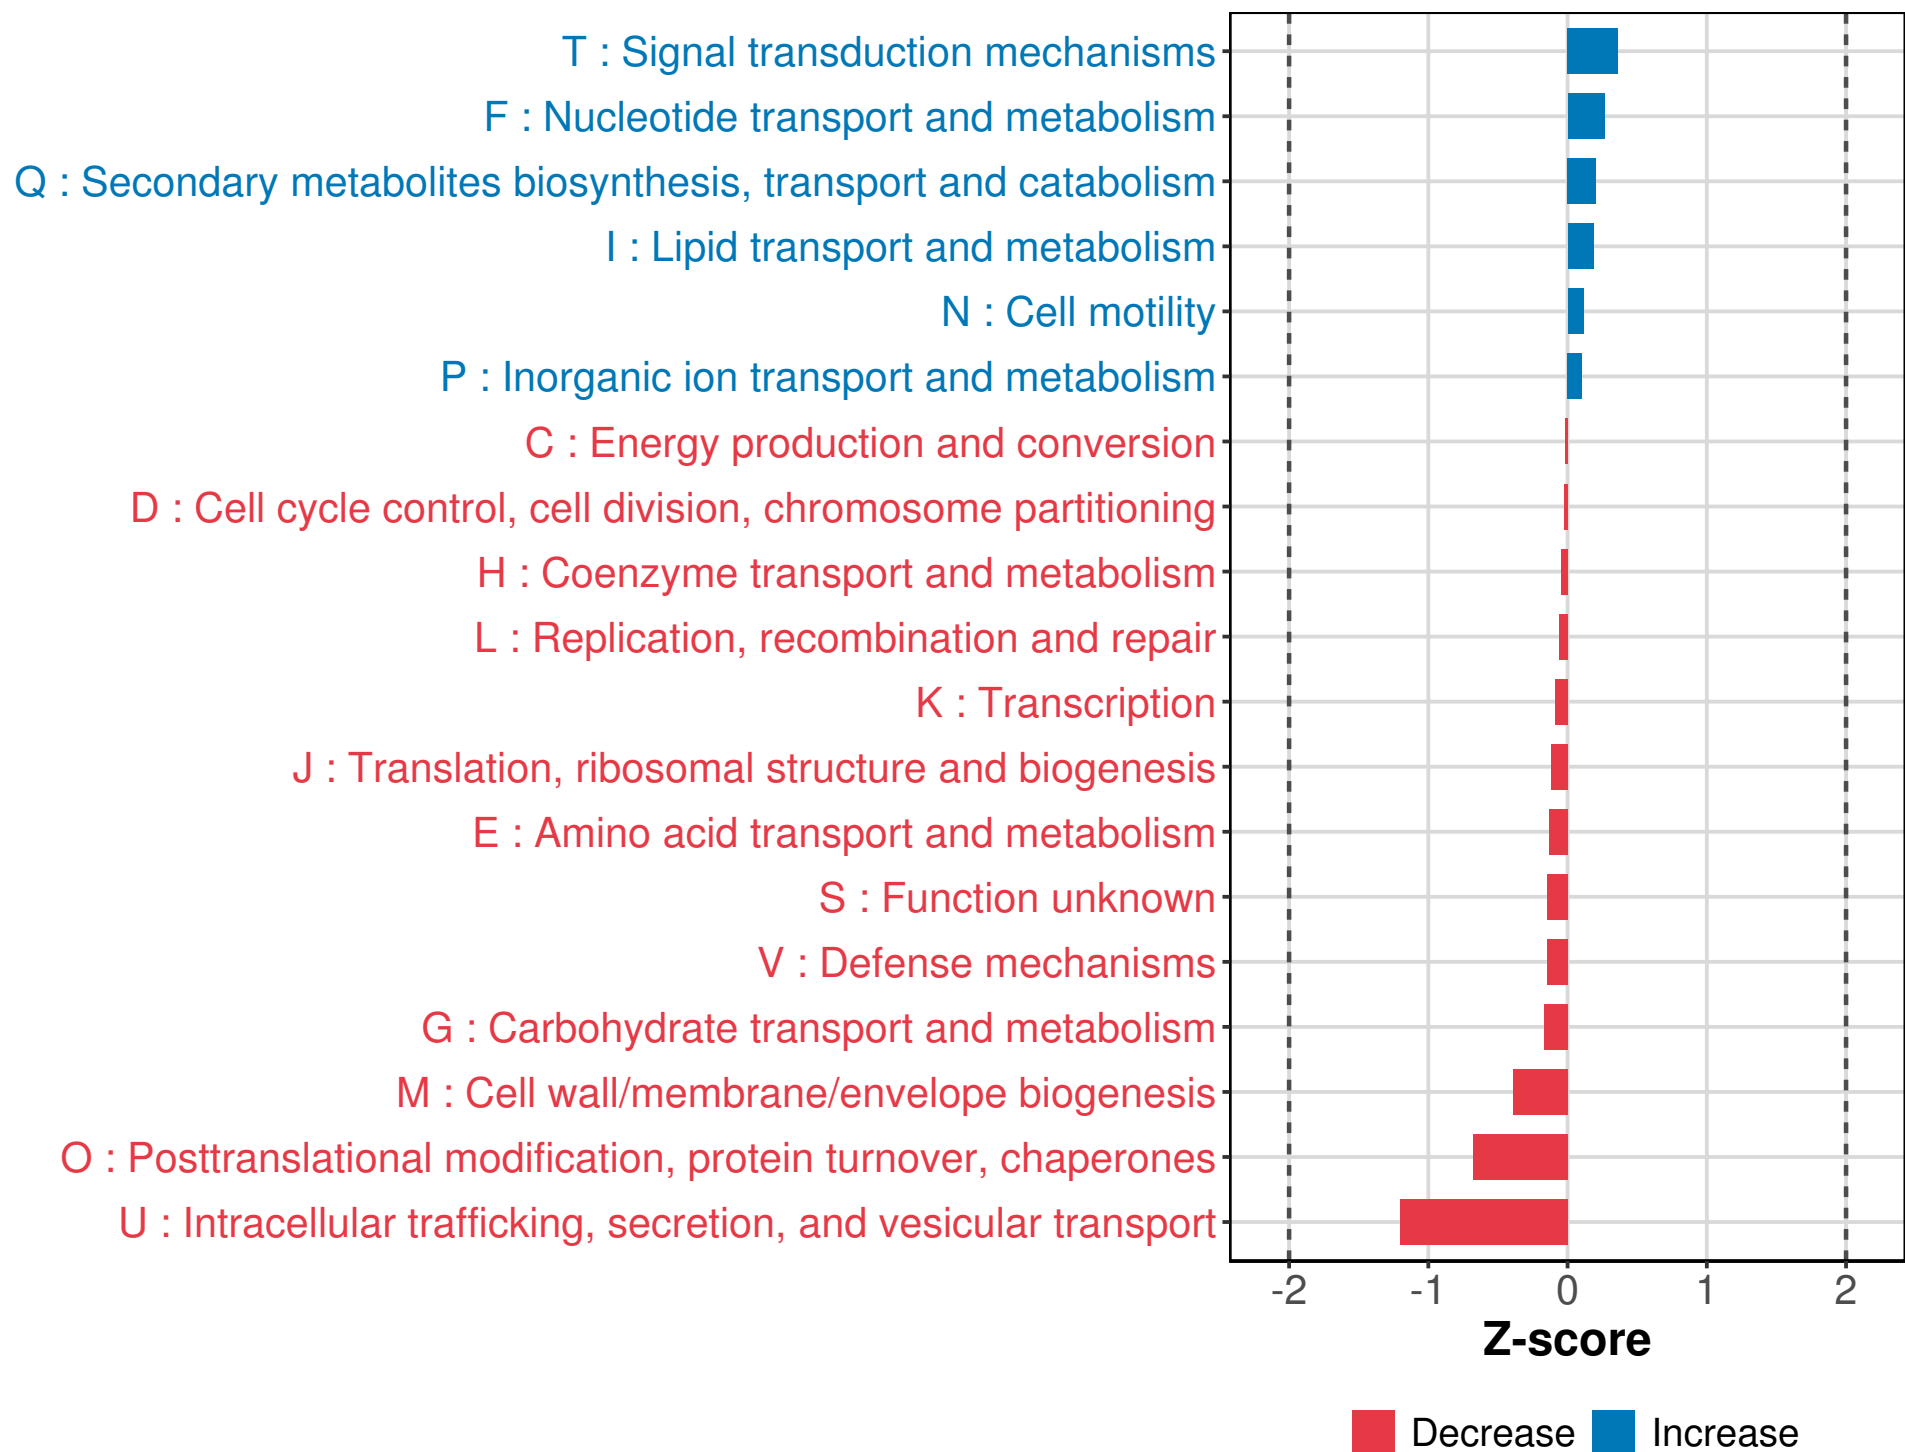 T : Signal transduction mechanisms
F : Nucleotide transport and metabolism
Q : Secondary metabolites biosynthesis, transport and catabolism
I : Lipid transport and metabolism
N : Cell motility
P : Inorganic ion transport and metabolism
C : Energy production and conversion
D : Cell cycle control, cell division, chromosome partitioning
H : Coenzyme transport and metabolism
L : Replication, recombination and repair
K : Transcription
J : Translation, ribosomal structure and biogenesis
E : Amino acid transport and metabolism
S : Function unknown
V : Defense mechanisms
G : Carbohydrate transport and metabolism
M : Cell wall/membrane/envelope biogenesis
O : Posttranslational modification, protein turnover, chaperones
U : Intracellular trafficking, secretion, and vesicular transport
-2 -1 0 1 2
Z-score
Decrease Increase